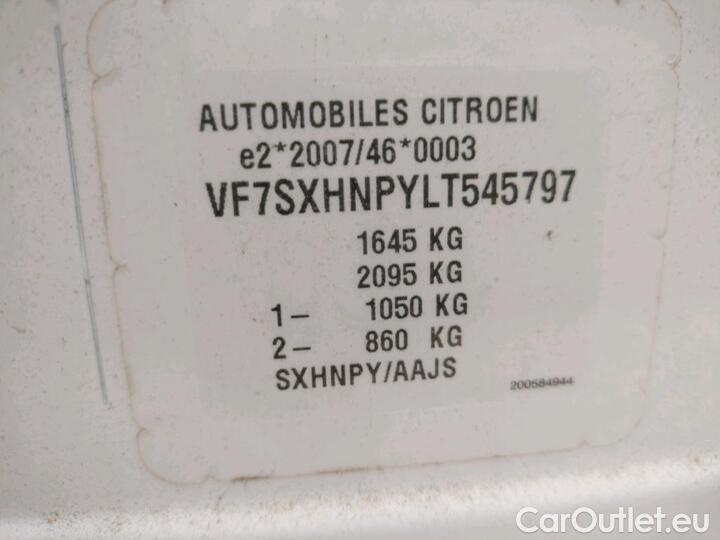 AUTOMOBILES CITROEN
e2*2007/46*0003
VF7SXHNPYLT545797
1645 KG
2095 KG
1– 1050 KG
2– 860 KG
SXHNPY/AAJS
200584944
CarOutlet.eu